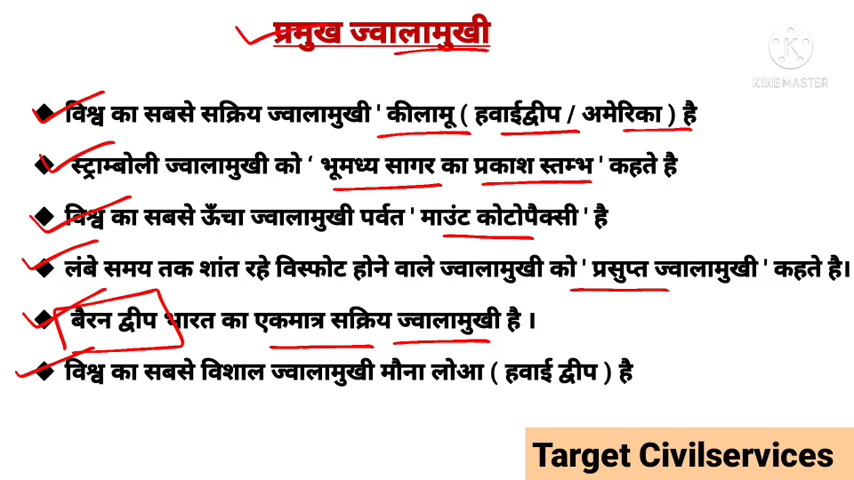 प्रमुख ज्वालामुखी
KINEMASTER
विश्व का सबसे सक्रिय ज्वालामुखी ' कीलामू ( हवाईद्वीप / अमेरिका ) है
स्ट्राम्बोली ज्वालामुखी को ‘ भूमध्य सागर का प्रकाश स्तम्भ ' कहते है
विश्व का सबसे ऊँचा ज्वालामुखी पर्वत ' माउंट कोटोपैक्सी ' है
लंबे समय तक शांत रहे विस्फोट होने वाले ज्वालामुखी को ' प्रसुप्त ज्वालामुखी ' कहते है।
बैरन द्वीप भारत का एकमात्र सक्रिय ज्वालामुखी है ।
विश्व का सबसे विशाल ज्वालामुखी मौना लोआ ( हवाई द्वीप ) है
Target Civilservices